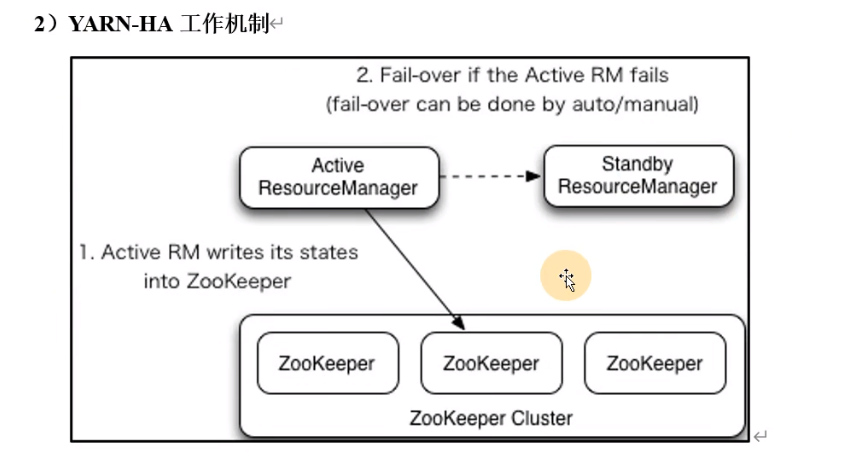 2）YARN-HA 工作机制
2. Fail-over if the Active RM fails
(fail-over can be done by auto/manual)
Active
ResourceManager
Standby
ResourceManager
1. Active RM writes its states
into ZooKeeper
ZooKeeper
ZooKeeper
ZooKeeper
ZooKeeper Cluster